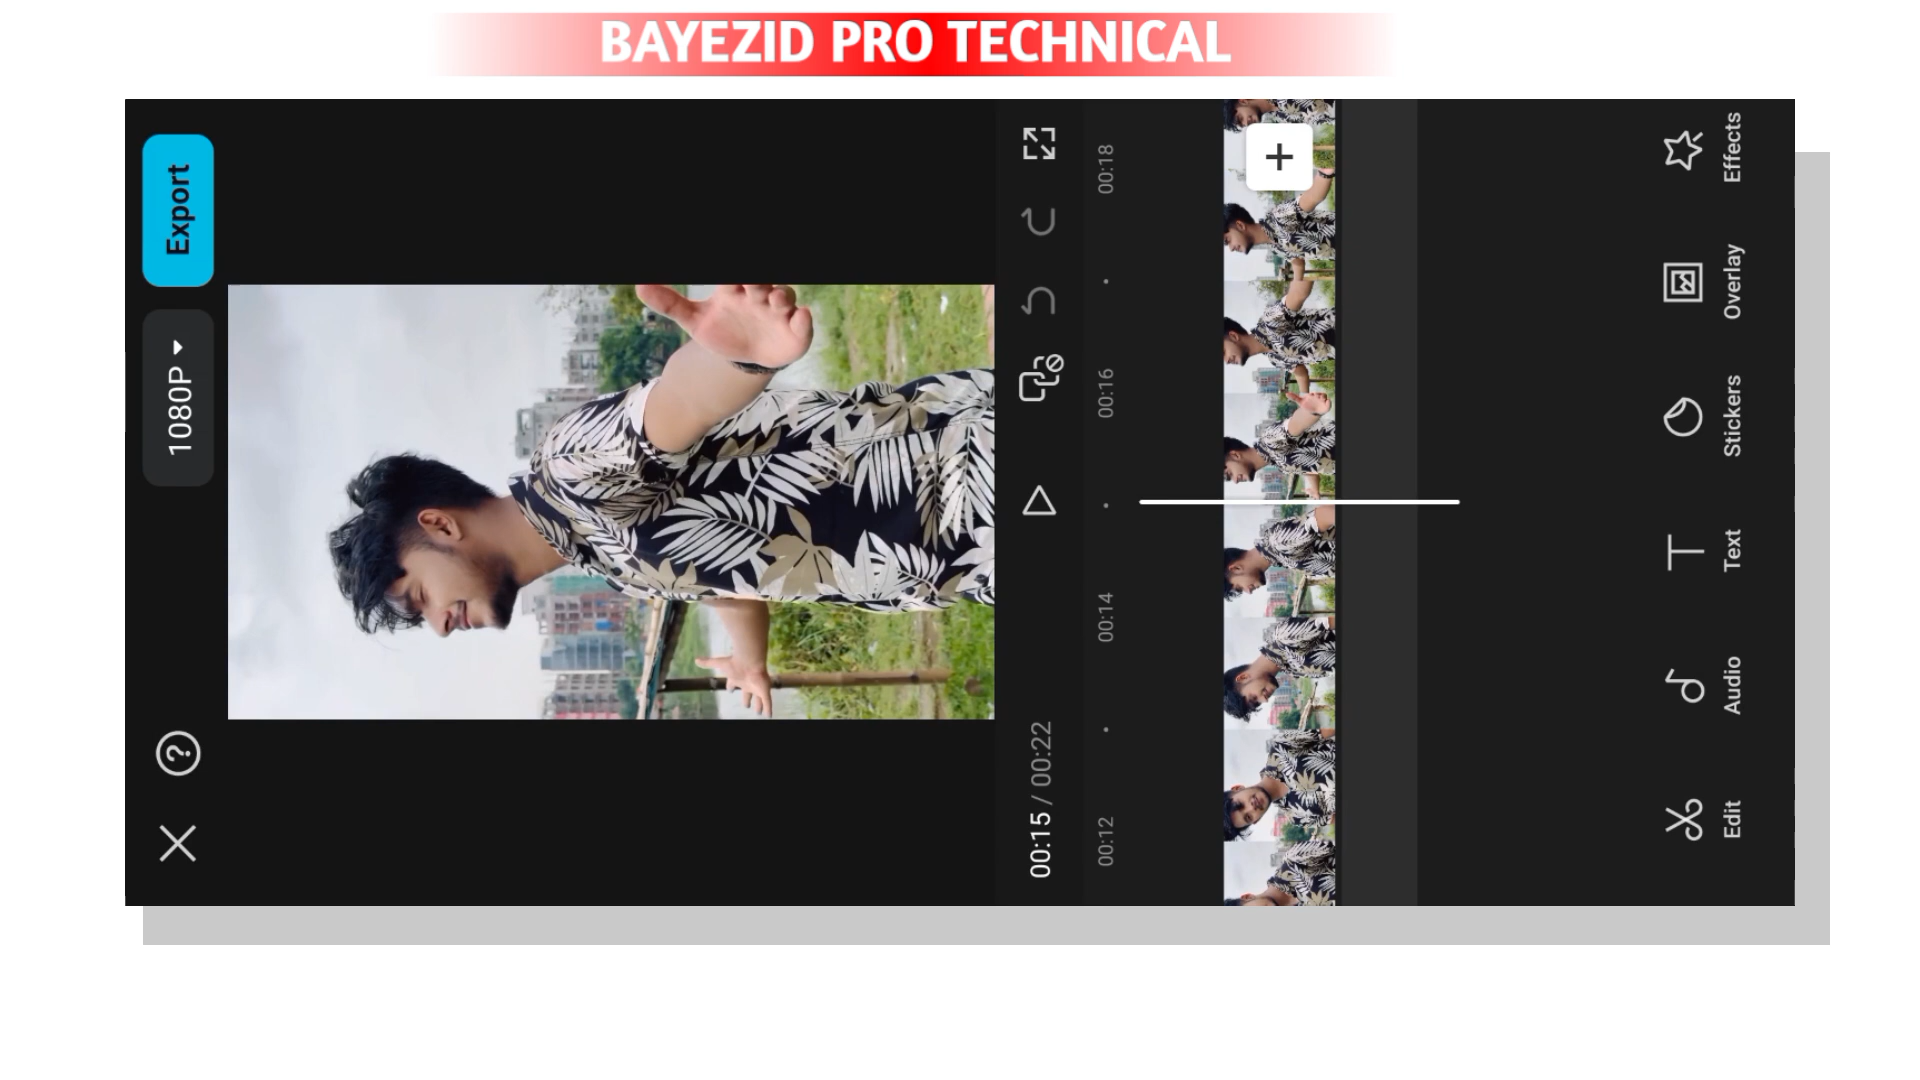 BAYEZID PRO TECHNICAL
1080P
Export
00:15 / 00:22
00:12
00:14
00:16
00:18
Edit
Audio
Text
Stickers
Overlay
Effects